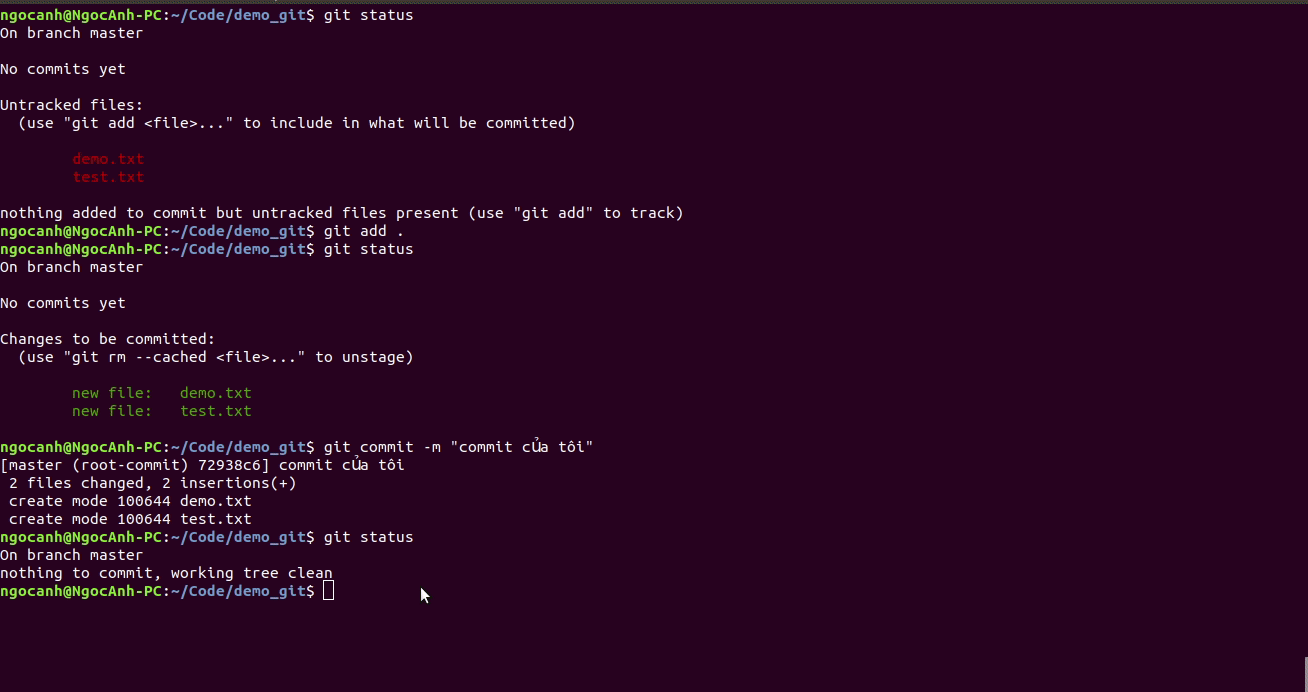 ngocanh@NgocAnh-PC:~/Code/demo_git$ git status
On branch master
No commits yet
Untracked files:
(use "git add <file>..." to include in what will be committed)
demo.txt
test.txt
nothing added to commit but untracked files present (use "git add" to track)
ngocanh@NgocAnh-PC:~/Code/demo_git$ git add .
ngocanh@NgocAnh-PC:~/Code/demo_git$ git status
On branch master
No commits yet
Changes to be committed:
(use "git rm --cached <file>..." to unstage)
new file:   demo.txt
new file:   test.txt
ngocanh@NgocAnh-PC:~/Code/demo_git$ git commit -m "commit của tôi"
[master (root-commit) 72938c6] commit của tôi
2 files changed, 2 insertions(+)
create mode 100644 demo.txt
create mode 100644 test.txt
ngocanh@NgocAnh-PC:~/Code/demo_git$ git status
On branch master
nothing to commit, working tree clean
ngocanh@NgocAnh-PC:~/Code/demo_git$